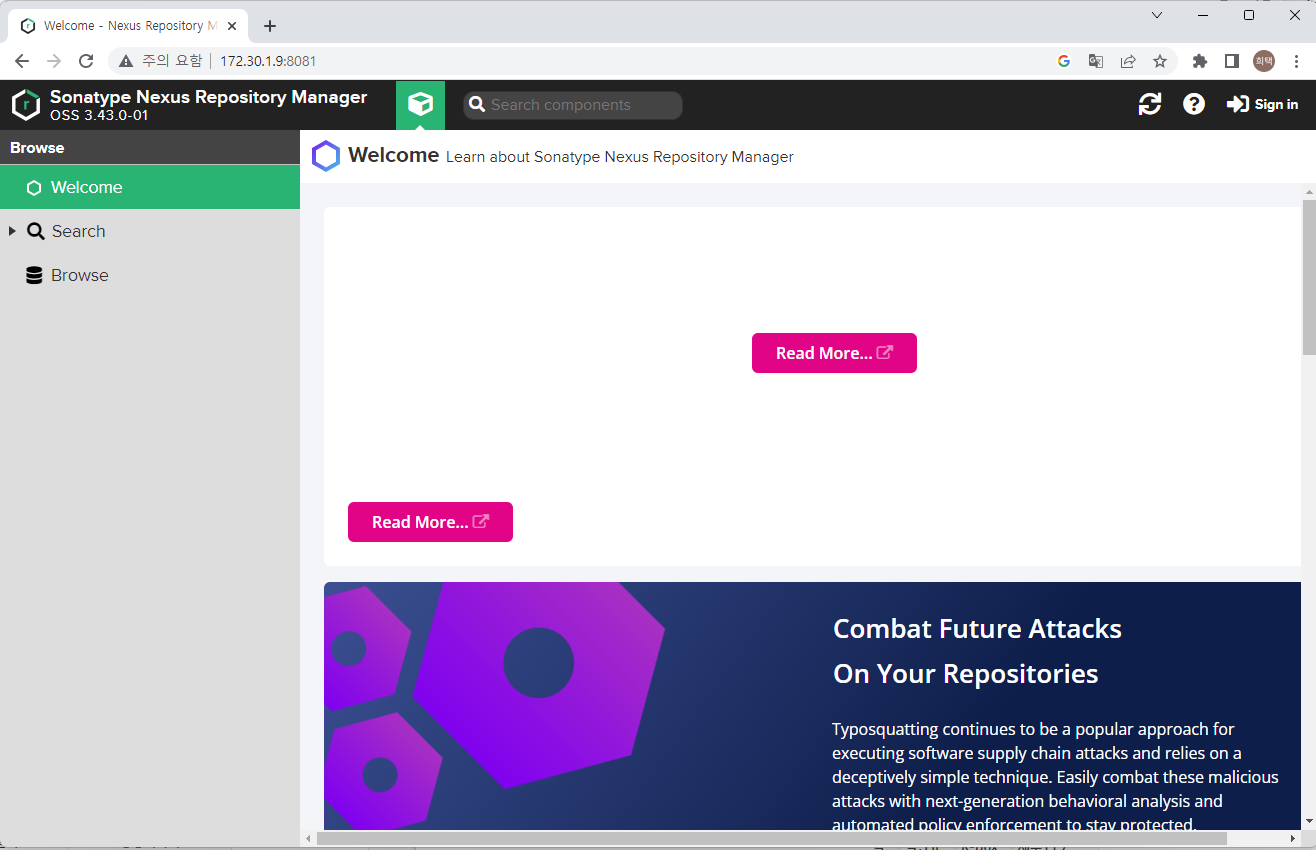 Welcome - Nexus Repository M
주의 요함
172.30.1.9:8081
희택
Sonatype Nexus Repository Manager
OSS 3.43.0-01
Search components
Sign in
Browse
Welcome
Search
Browse
Welcome Learn about Sonatype Nexus Repository Manager
Read More...
Read More...
Combat Future Attacks
On Your Repositories
Typosquatting continues to be a popular approach for
executing software supply chain attacks and relies on a
deceptively simple technique. Easily combat these malicious
attacks with next-generation behavioral analysis and
automated policy enforcement to stay protected.